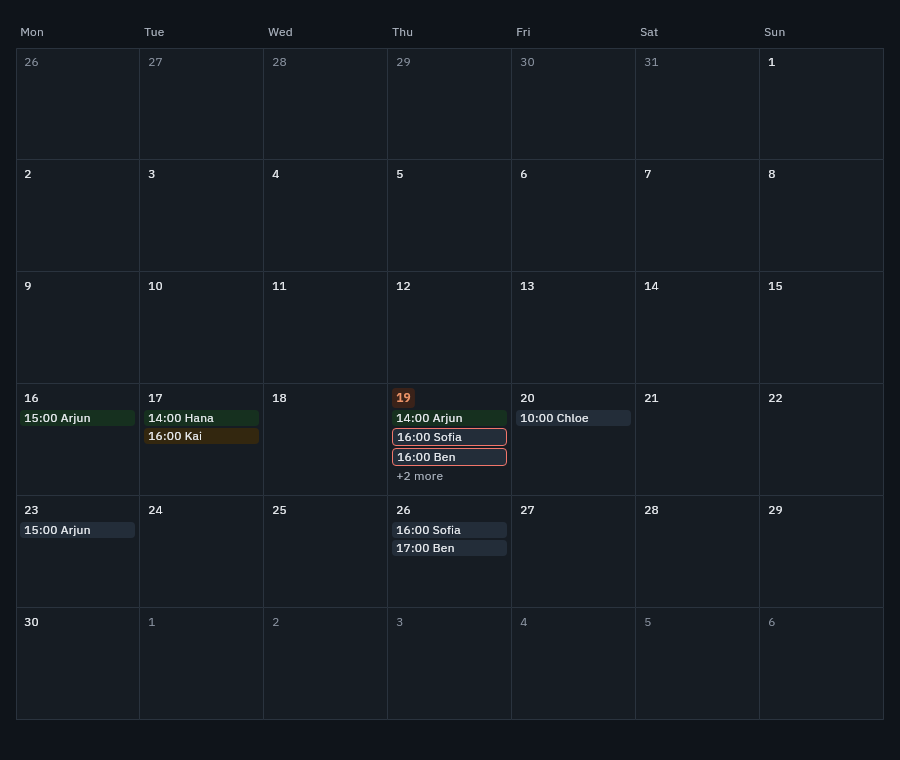 Mon Tue Wed Thu Fri Sat Sun
26 27 28 29 30 31 1
2 3 4 5 6 7 8
9 10 11 12 13 14 15
16 17 18 19 20 21 22
15:00 Arjun 14:00 Hana 14:00 Arjun 10:00 Chloe
16:00 Kai 16:00 Sofia
16:00 Ben
+2 more
23 24 25 26 27 28 29
15:00 Arjun 16:00 Sofia
17:00 Ben
30 1 2 3 4 5 6